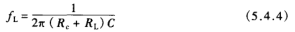 f_L = 1 / 2π(R_c + R_L)C (5.4.4)